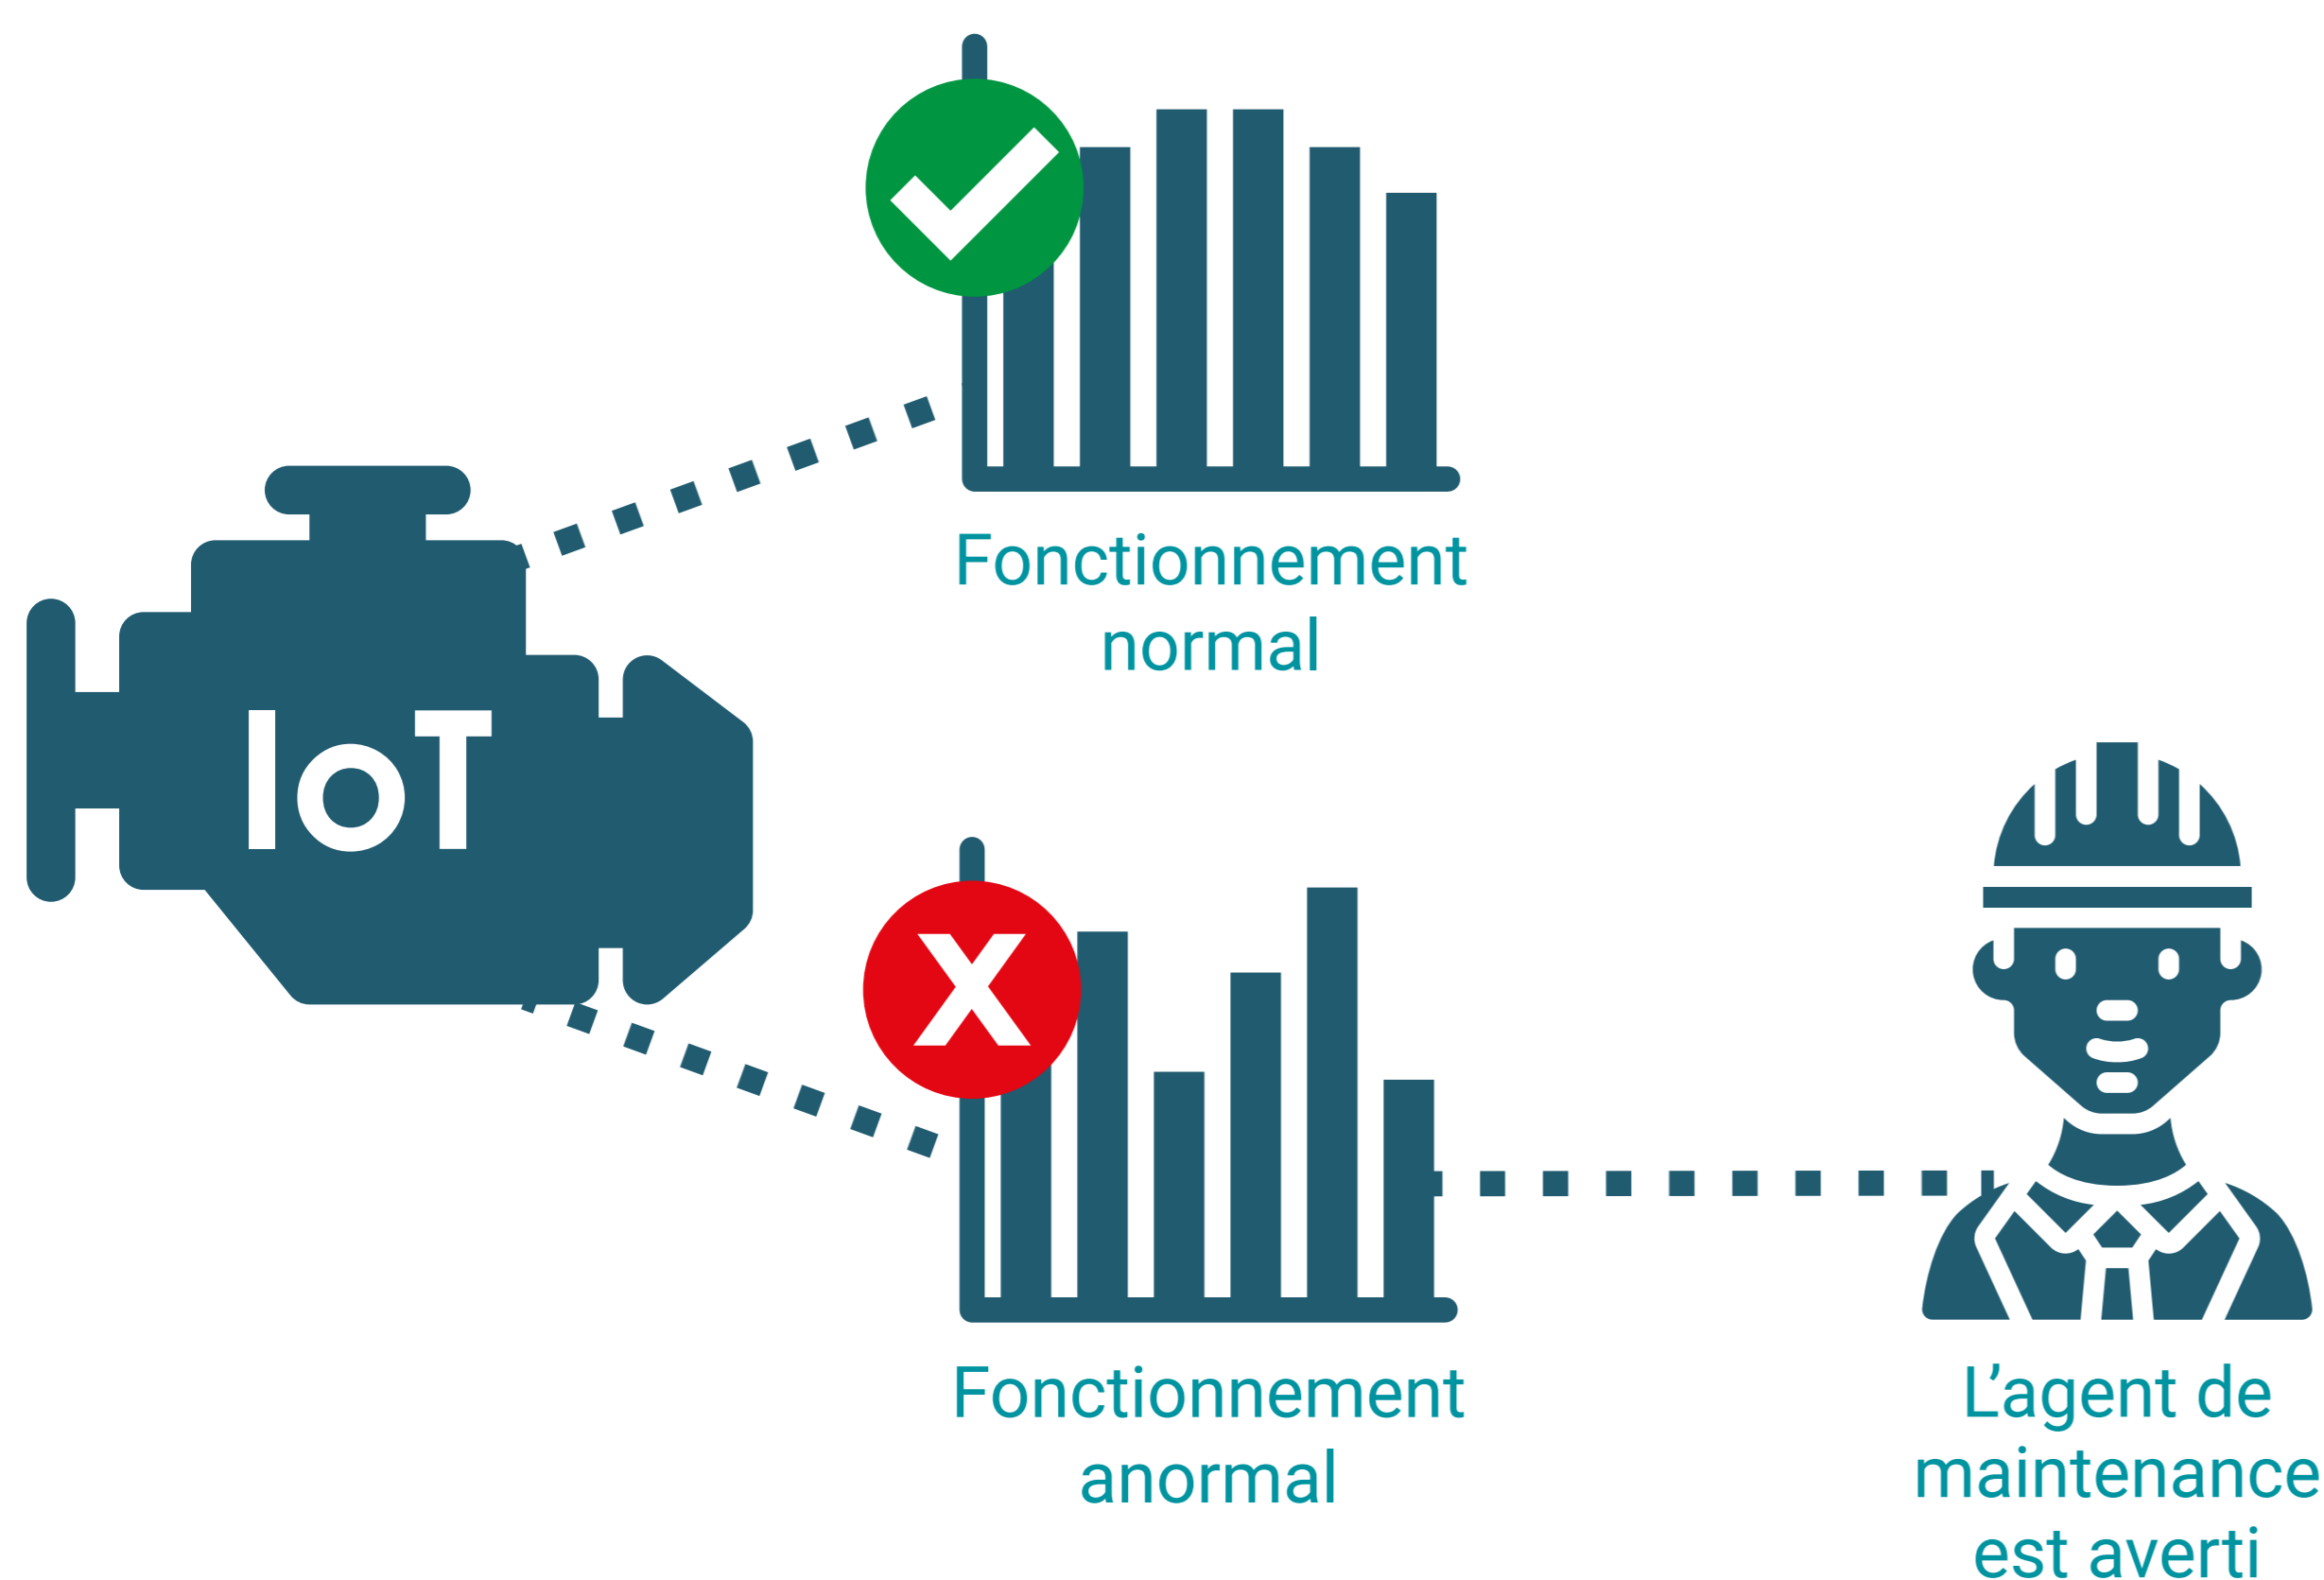 Fonctionnement
normal
IoT
Fonctionnement
anormal
L’agent de
maintenance
est averti